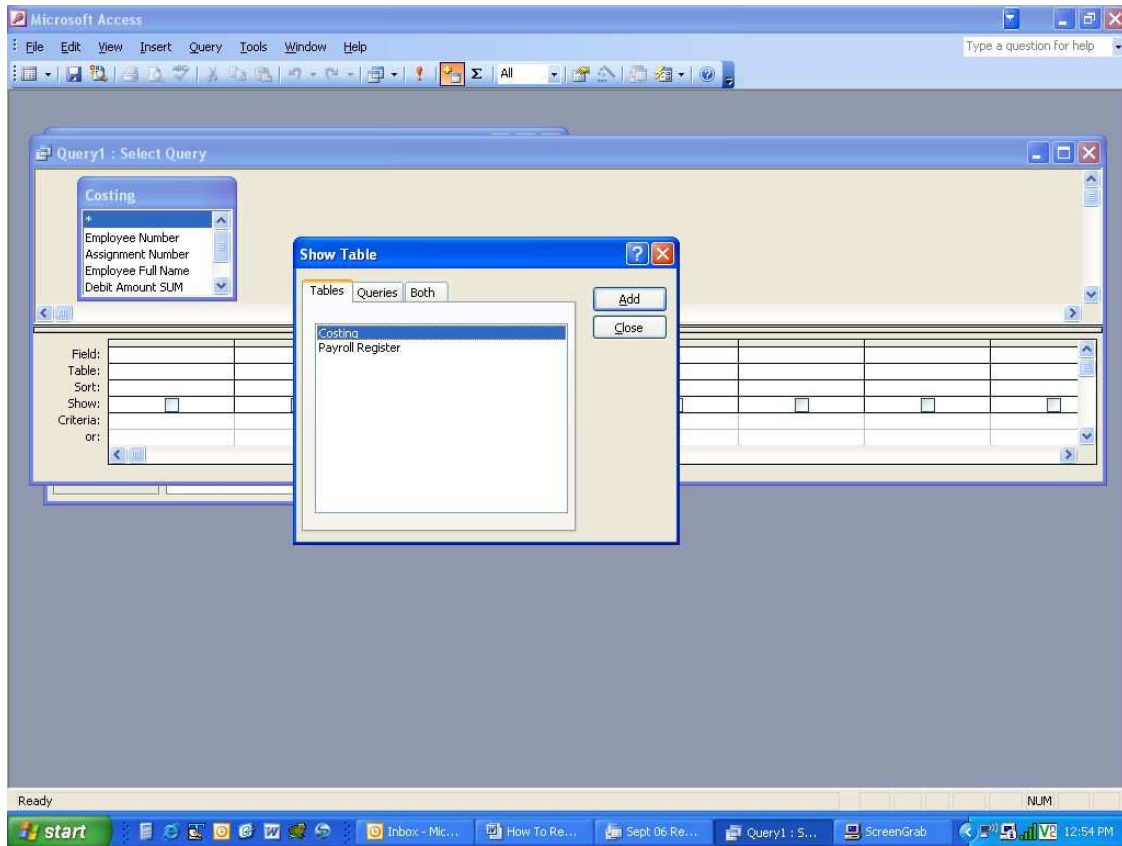 Microsoft Access
File Edit View Insert Query Tools Window Help
Type a question for help
All
Query1 : Select Query
Costing
*
Employee Number
Assignment Number
Employee Full Name
Debit Amount SUM
Show Table
Tables Queries Both
Costing
Payroll Register
Add
Close
Field:
Table:
Sort:
Show:
Criteria:
or:
Ready
NUM
start
Inbox - Mic...
How To Re...
Sept 06 Re...
Query1 : S...
ScreenGrab
12:54 PM